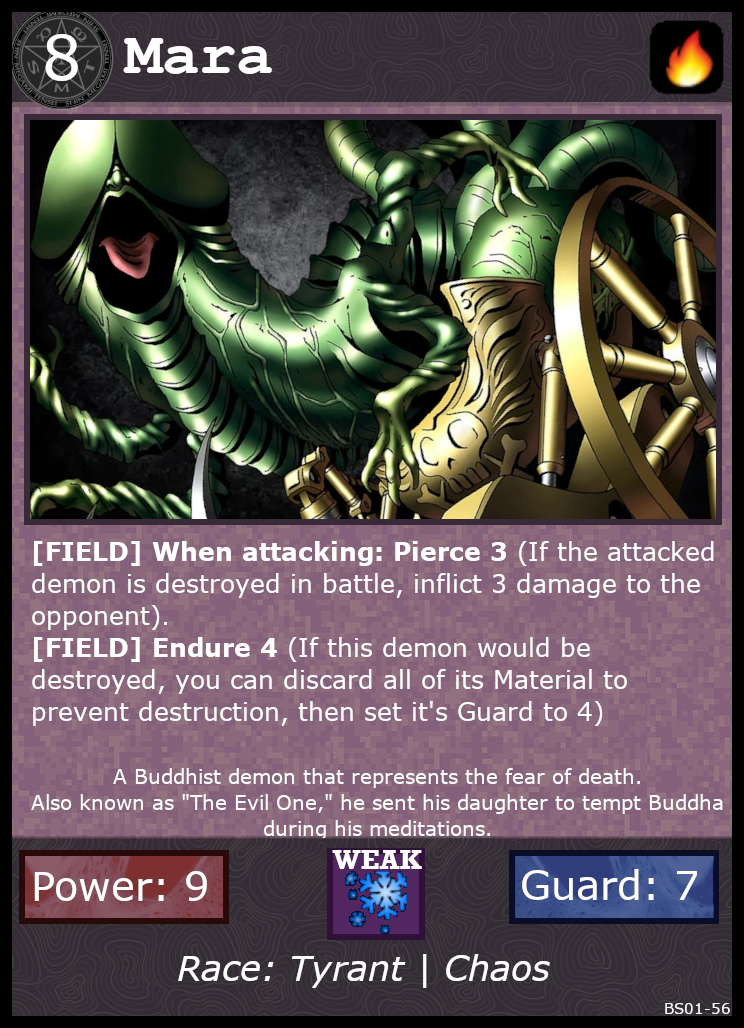 8 Mara
[FIELD] When attacking: Pierce 3 (If the attacked
demon is destroyed in battle, inflict 3 damage to the
opponent).
[FIELD] Endure 4 (If this demon would be
destroyed, you can discard all of its Material to
prevent destruction, then set it's Guard to 4)
A Buddhist demon that represents the fear of death.
Also known as "The Evil One," he sent his daughter to tempt Buddha
during his meditations.
WEAK
Power: 9
Guard: 7
Race: Tyrant | Chaos
BS01-56